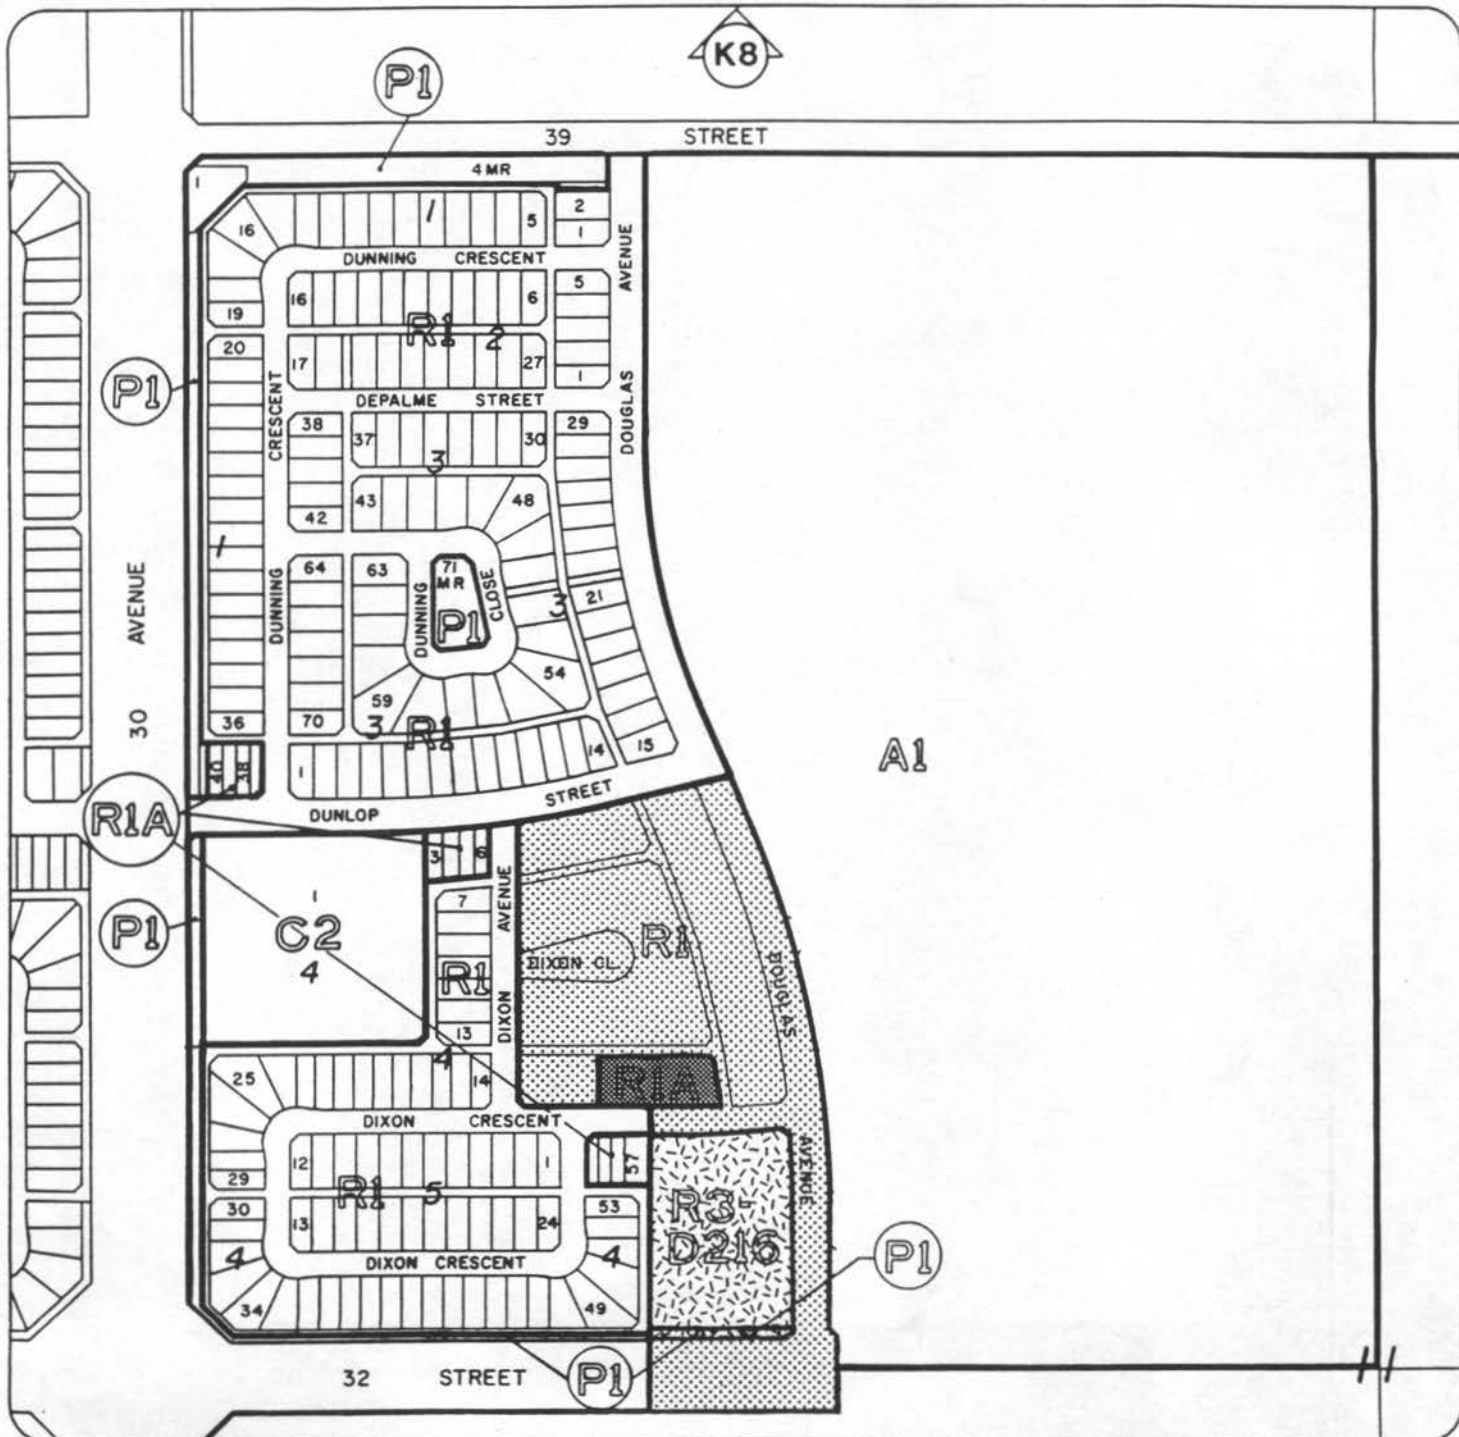 K8
P1
39 STREET
4 MR
1
1
16
5
2
1
DUNNING CRESCENT
AVENUE
16
6
5
19
R1 2
20
17
27
1
P1
DEPALME STREET
CRESCENT
DOUGLAS
38
37
30
29
3
43
48
42
1
64
63
71
MR
P1
DUNNING
DUNNING
CLOSE
3
21
AVENUE
30
54
59
36
70
3 R1
14
15
A1
40
38
1
STREET
R1A
DUNLOP
3
6
AVENUE
7
1
C2
4
P1
R1
R1
DIXON CL.
DOUGLAS
DIXON
13
4
25
14
R1A
DIXON CRESCENT
12
1
57
AVENUE
29
R1 5
30
13
24
53
R3-
D216
4
DIXON CRESCENT
4
P1
34
49
32 STREET
P1